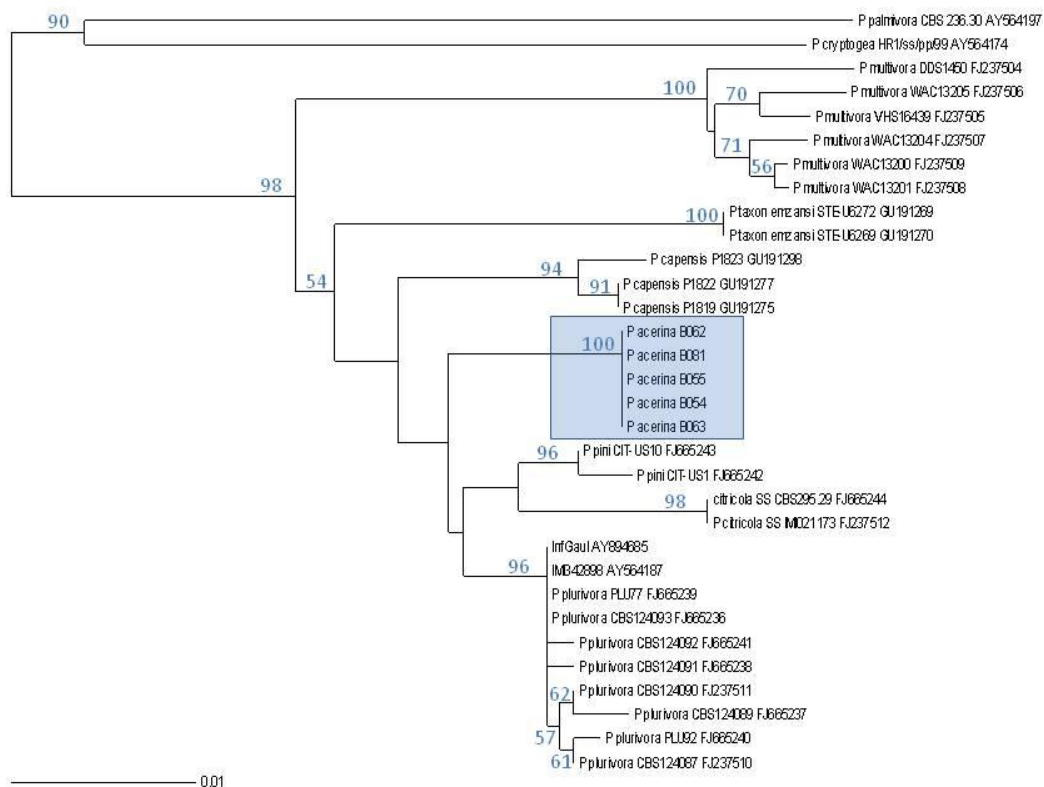 90
P palmivora CBS 236.30 AY564197
P cryptogea HR1/ss/pp/99 AY564174
P multivora DDS1450 FJ237504
100
70
P multivora WAC13205 FJ237506
P multivora VHS16439 FJ237505
P multivora WAC13204 FJ237507
71
P multivora WAC13200 FJ237509
56
P multivora WAC13201 FJ237508
98
P taxon emzansi STE-U6272 GU191269
100
P taxon emzansi STE-U6269 GU191270
P capensis P1823 GU191298
94
54
91
P capensis P1822 GU191277
P capensis P1819 GU191275
P acerina B062
100
P acerina B081
P acerina B055
P acerina B054
P acerina B063
96
P pini CIT-US10 FJ665243
P pini CIT-US1 FJ665242
98
citricola SS CBS295.29 FJ665244
P citricola SS IMI021173 FJ237512
InfGaul AY894685
96
IMB42898 AY564187
P plurivora PLU77 FJ665239
P plurivora CBS124093 FJ665236
P plurivora CBS124092 FJ665241
P plurivora CBS124091 FJ665238
62
P plurivora CBS124090 FJ237511
P plurivora CBS124089 FJ665237
57
P plurivora PLU92 FJ665240
61
P plurivora CBS124087 FJ237510
0.01